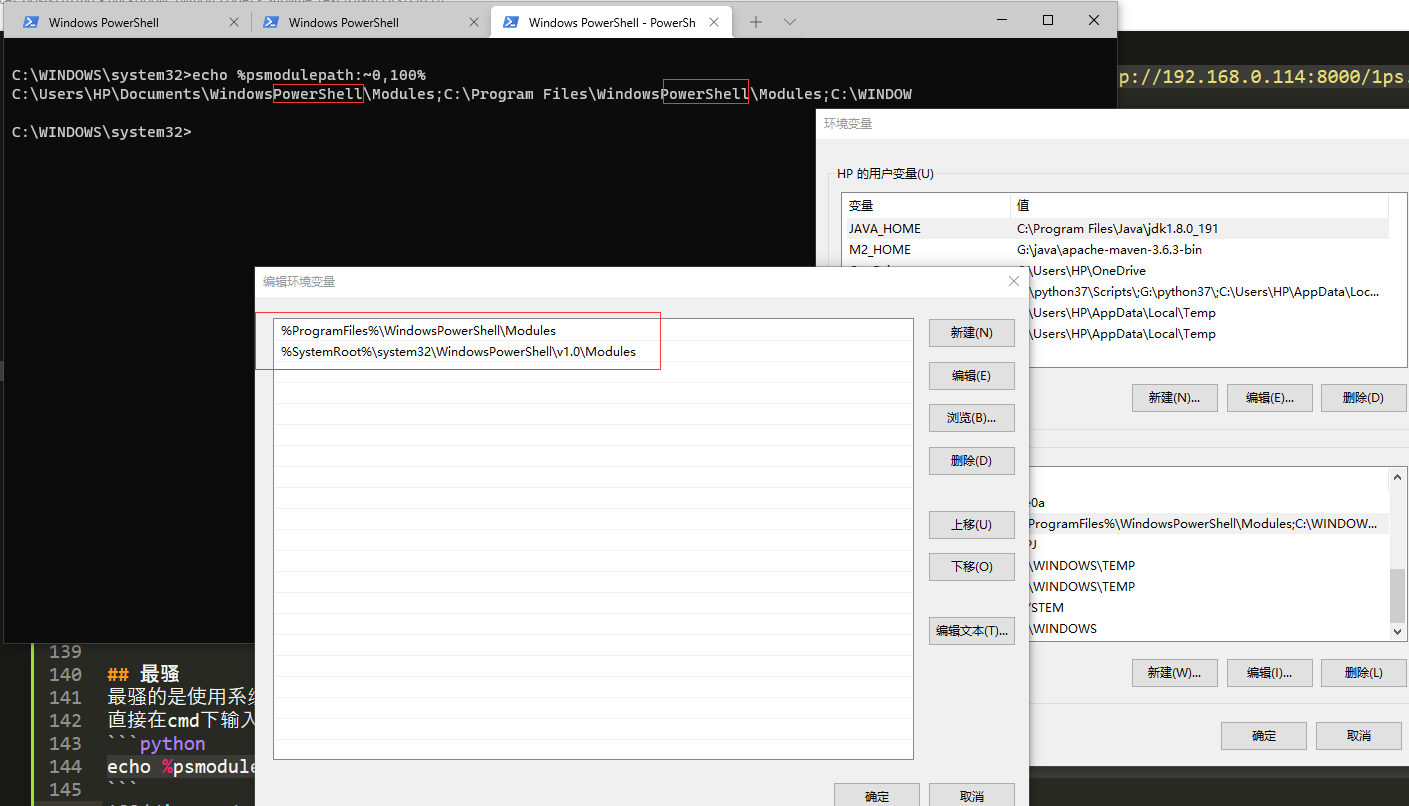 Windows PowerShell
Windows PowerShell
Windows PowerShell - PowerSh
C:\WINDOWS\system32>echo %psmodulepath:~0,100%
C:\Users\HP\Documents\WindowsPowerShell\Modules;C:\Program Files\WindowsPowerShell\Modules;C:\WINDOW
C:\WINDOWS\system32>
p://192.168.0.114:8000/1ps.
环境变量
HP 的用户变量(U)
变量 值
JAVA_HOME C:\Program Files\Java\jdk1.8.0_191
M2_HOME G:\java\apache-maven-3.6.3-bin
\Users\HP\OneDrive
\python37\Scripts\;G:\python37\;C:\Users\HP\AppData\Loc...
\Users\HP\AppData\Local\Temp
\Users\HP\AppData\Local\Temp
新建(N)... 编辑(E)... 删除(D)
编辑环境变量
%ProgramFiles%\WindowsPowerShell\Modules
%SystemRoot%\system32\WindowsPowerShell\v1.0\Modules
新建(N)
编辑(E)
浏览(B)...
删除(D)
上移(U)
下移(O)
编辑文本(T)...
确定 取消
e0a
ProgramFiles%\WindowsPowerShell\Modules;C:\WINDOW...
PJ
\WINDOWS\TEMP
\WINDOWS\TEMP
YSTEM
\WINDOWS
新建(W)... 编辑(I)... 删除(L)
确定 取消
139
140 ## 最骚
141 最骚的是使用系
142 直接在cmd下输入
143 ```python
144 echo %psmodule
145 ```